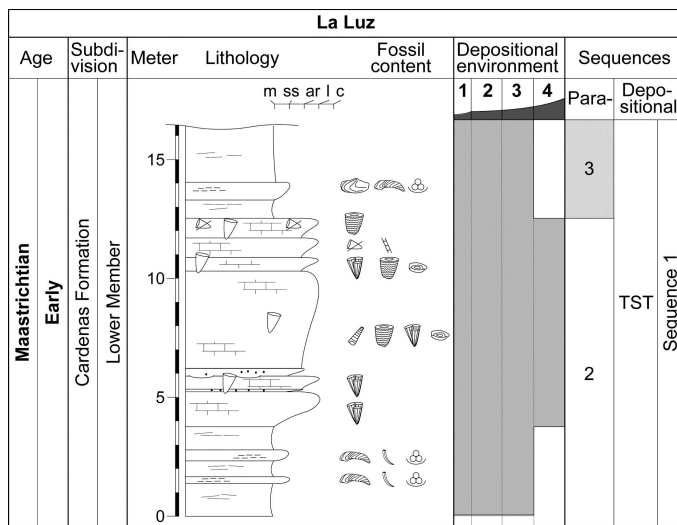 La Luz
Age
Subdi-
vision
Meter
Lithology
Fossil
content
Depositional
environment
Sequences
m ss ar l c
1 2 3 4
Para-
Depo-
sitional
15
10
5
0
Maastrichtian
Early
Cardenas Formation
Lower Member
3
2
TST
Sequence 1